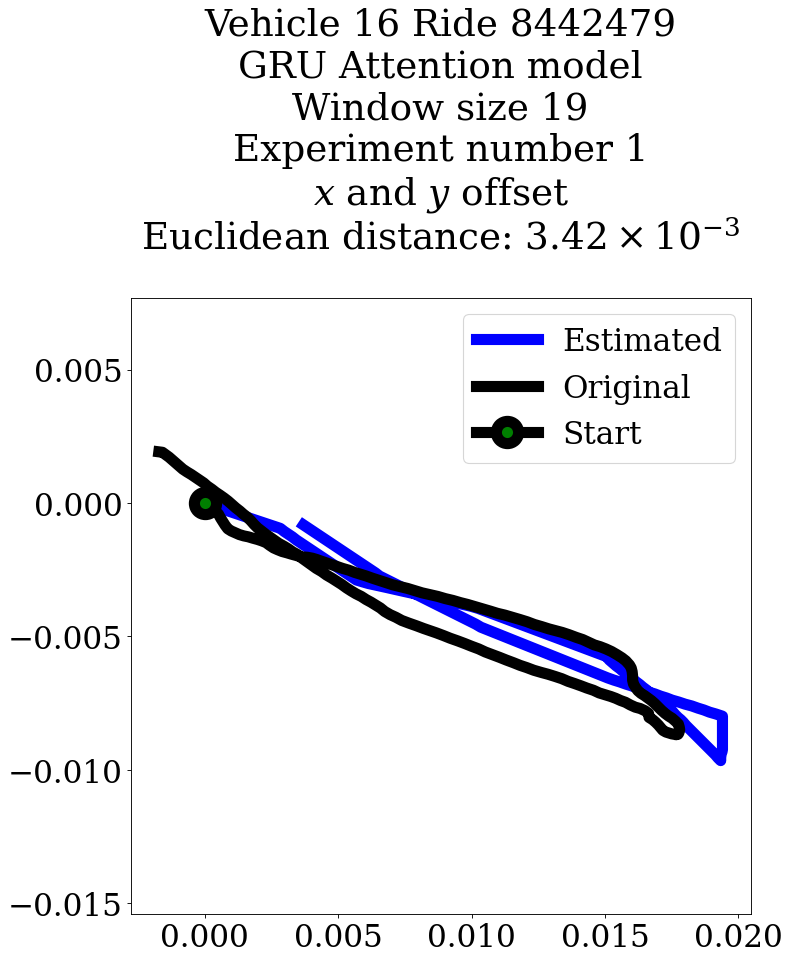 Vehicle 16 Ride 8442479
GRU Attention model
Window size 19
Experiment number 1
x and y offset
Euclidean distance: 3.42 × 10⁻³
Estimated
Original
Start
0.005
0.000
−0.005
−0.010
−0.015
0.000 0.005 0.010 0.015 0.020